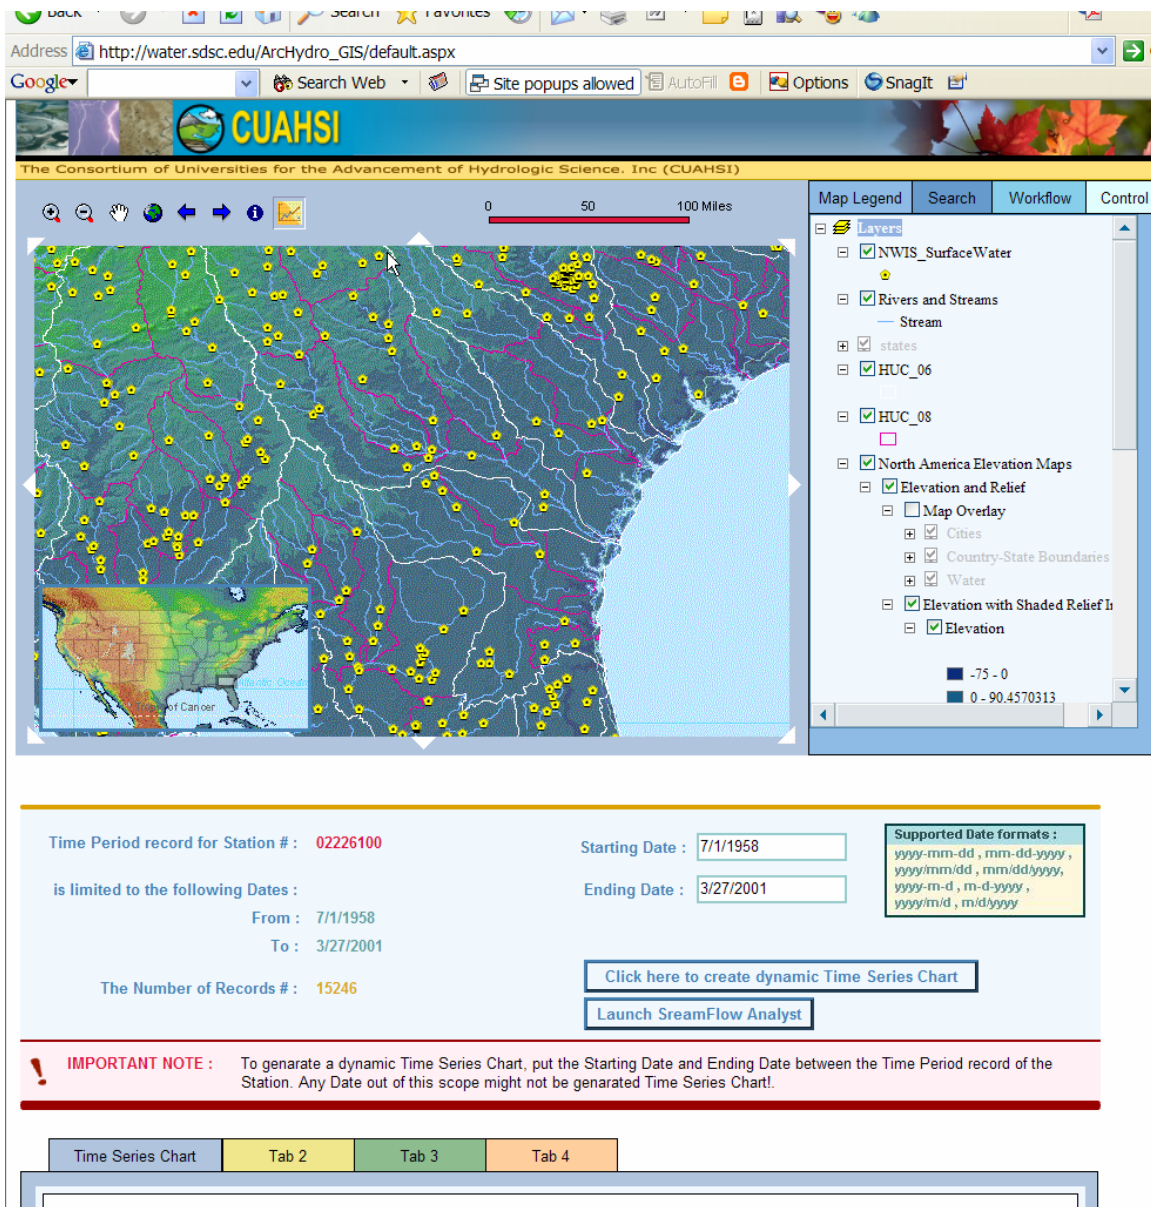 Back
Search
Favorites
Address http://water.sdsc.edu/ArcHydro_GIS/default.aspx
Google Search Web Site popups allowed AutoFill Options SnagIt
CUAHSI
The Consortium of Universities for the Advancement of Hydrologic Science. Inc (CUAHSI)
0 50 100 Miles
Map Legend Search Workflow Control
Layers
NWIS_SurfaceWater
Rivers and Streams
Stream
states
HUC_06
HUC_08
North America Elevation Maps
Elevation and Relief
Map Overlay
Cities
Country-State Boundaries
Water
Elevation with Shaded Relief
Elevation
-75 - 0
0 - 90.4570313
Atlantic Ocean
of Cancer
Time Period record for Station # : 02226100
is limited to the following Dates :
From : 7/1/1958
To : 3/27/2001
The Number of Records # : 15246
Starting Date : 7/1/1958
Ending Date : 3/27/2001
Supported Date formats :
yyyy-mm-dd , mm-dd-yyyy ,
yyyy/mm/dd , mm/dd/yyyy,
yyyy-m-d , m-d-yyyy ,
yyyy/m/d , m/d/yyyy
Click here to create dynamic Time Series Chart
Launch SreamFlow Analyst
IMPORTANT NOTE : To genarate a dynamic Time Series Chart, put the Starting Date and Ending Date between the Time Period record of the
Station. Any Date out of this scope might not be genarated Time Series Chart!.
Time Series Chart Tab 2 Tab 3 Tab 4